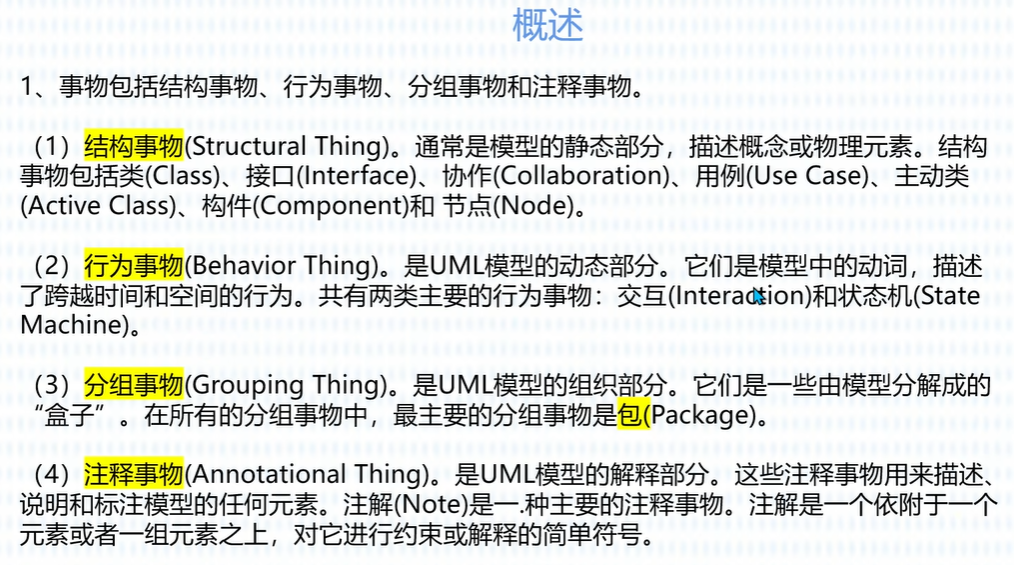 概述
1、事物包括结构事物、行为事物、分组事物和注释事物。
（1）结构事物(Structural Thing)。通常是模型的静态部分，描述概念或物理元素。结构
事物包括类(Class)、接口(Interface)、协作(Collaboration)、用例(Use Case)、主动类
(Active Class)、构件(Component)和 节点(Node)。
（2）行为事物(Behavior Thing)。是UML模型的动态部分。它们是模型中的动词，描述
了跨越时间和空间的行为。共有两类主要的行为事物：交互(Interaction)和状态机(State
Machine)。
（3）分组事物(Grouping Thing)。是UML模型的组织部分。它们是一些由模型分解成的
“盒子”。在所有的分组事物中，最主要的分组事物是包(Package)。
（4）注释事物(Annotational Thing)。是UML模型的解释部分。这些注释事物用来描述、
说明和标注模型的任何元素。注解(Note)是一.种主要的注释事物。注解是一个依附于一个
元素或者一组元素之上，对它进行约束或解释的简单符号。